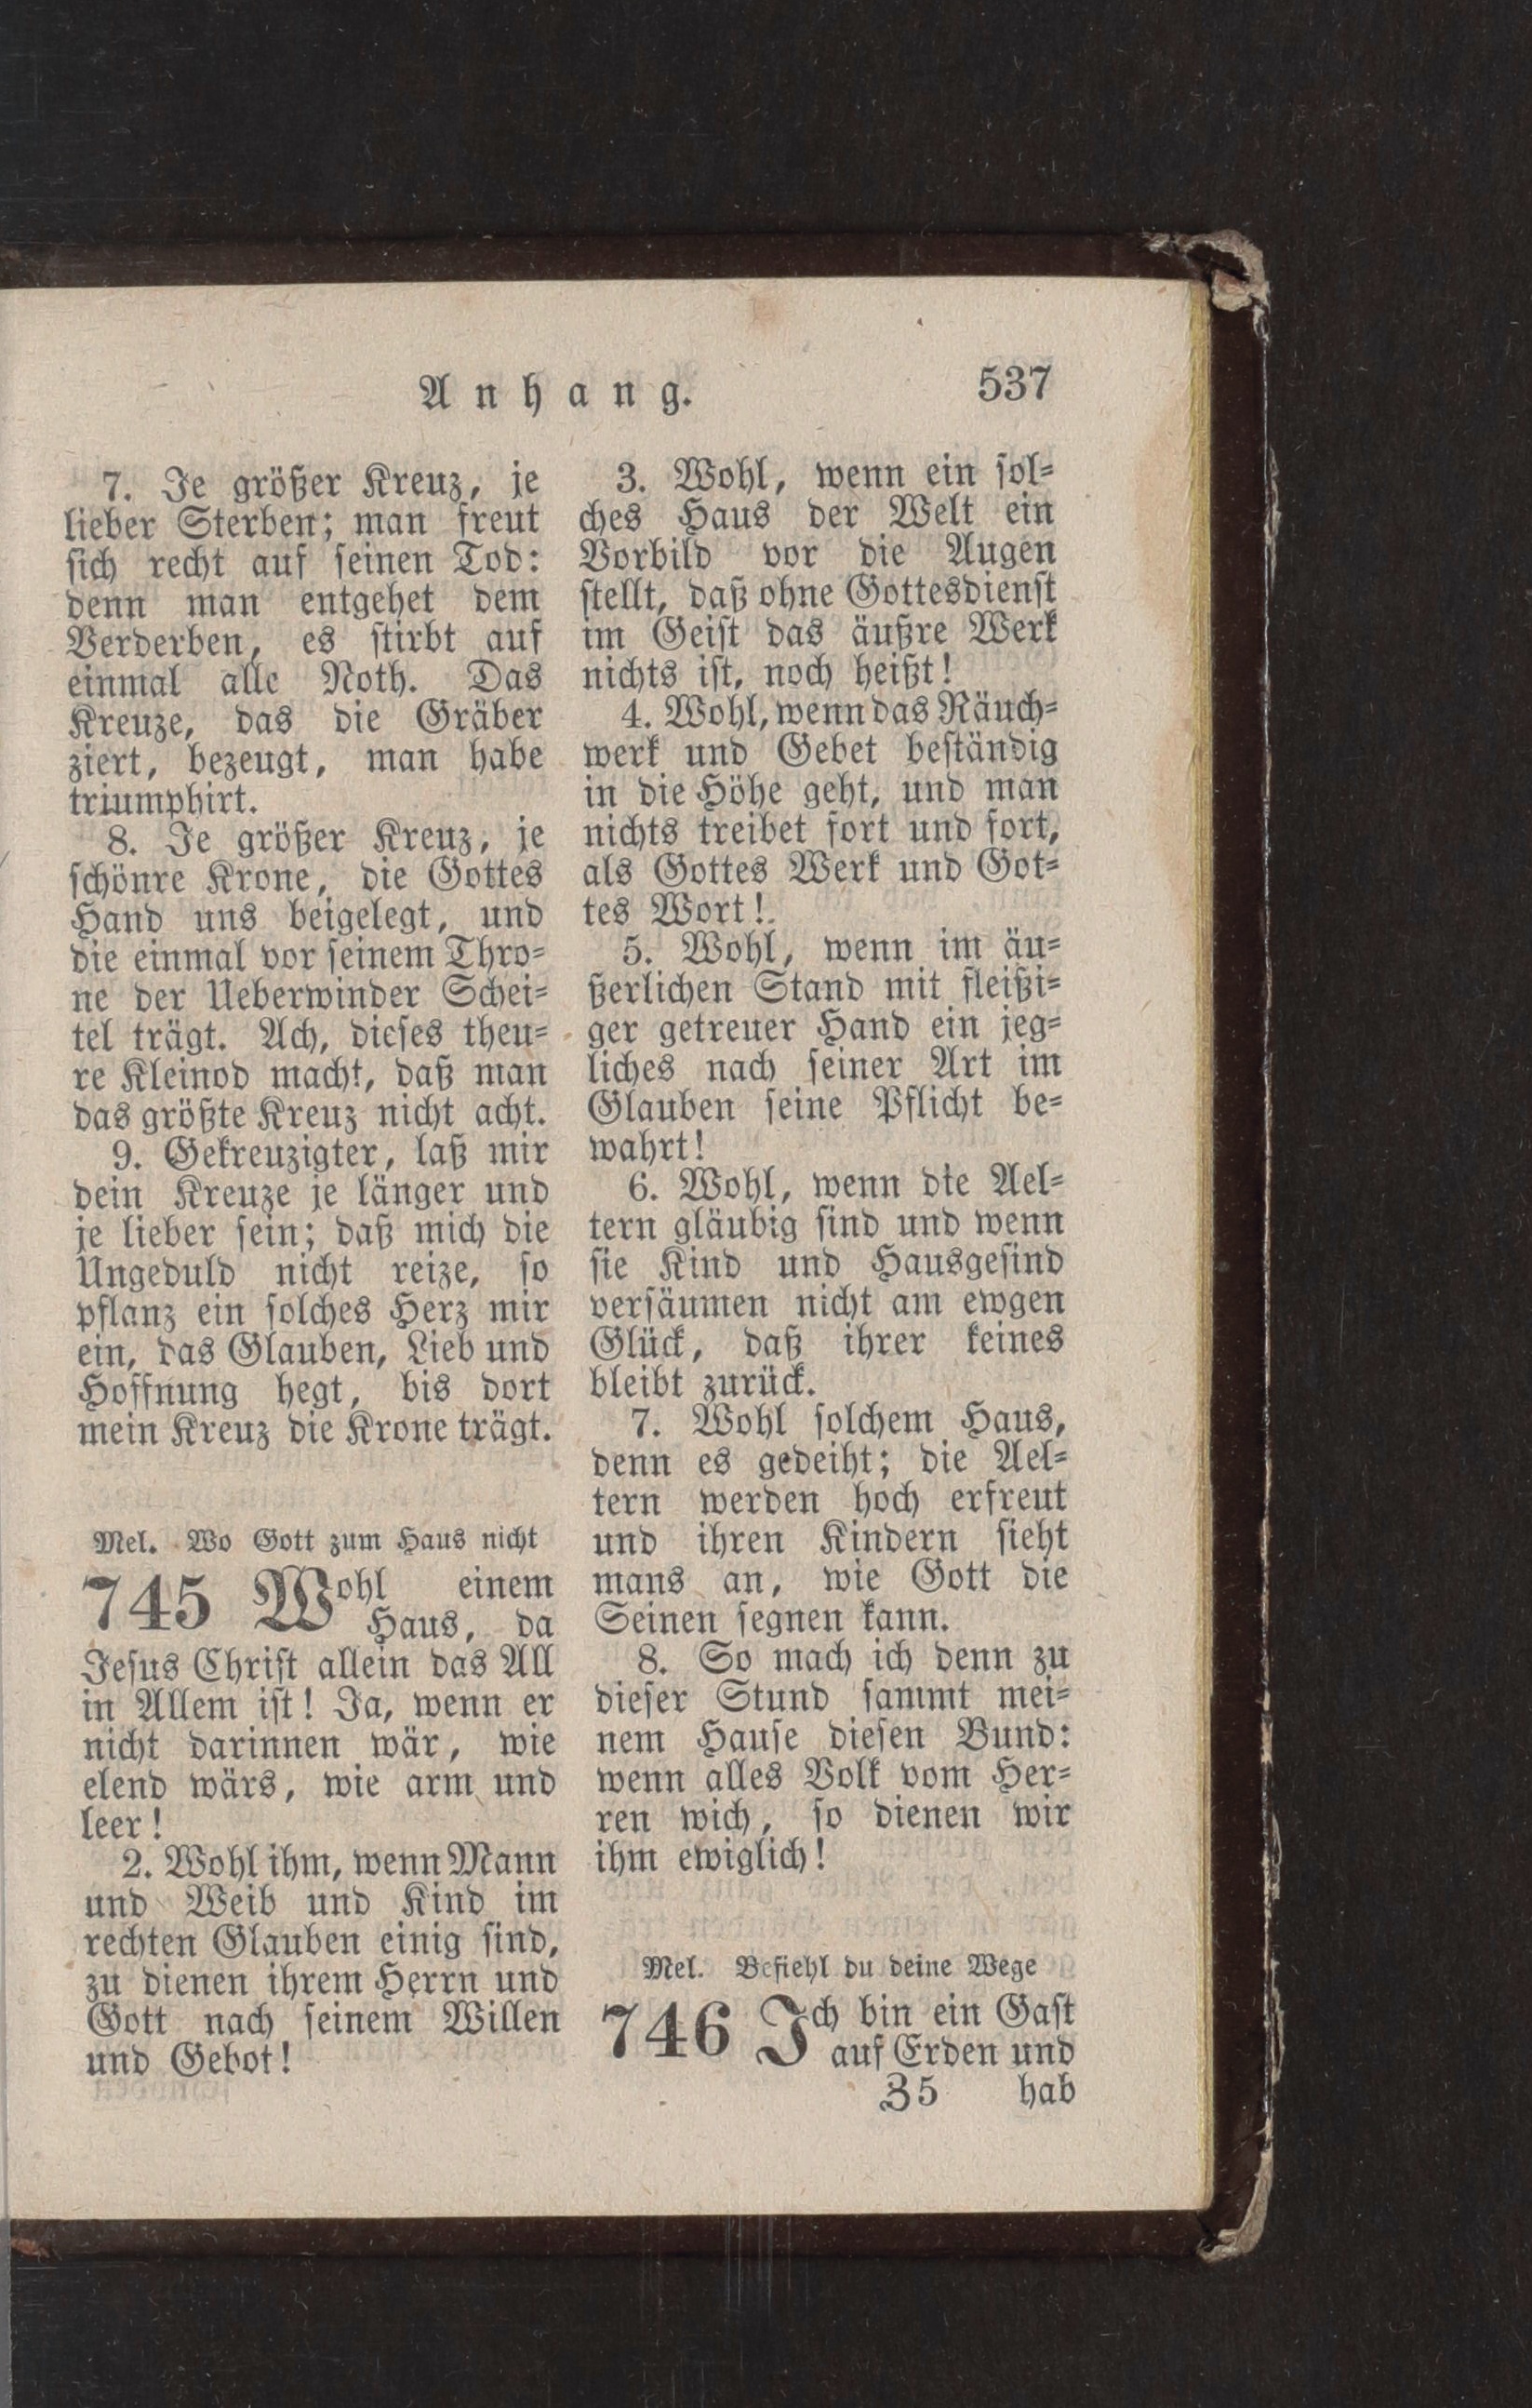 Anhang. 537
7. Je größer Kreuz, je
lieber Sterben; man freut
sich recht auf seinen Tod:
denn man entgehet dem
Verderben, es stirbt auf
einmal alle Noth. Das
Kreuze, das die Gräber
ziert, bezeugt, man habe
triumphirt.
8. Je größer Kreuz, je
schönre Krone, die Gottes
Hand uns beigelegt, und
die einmal vor seinem Thro-
ne der Ueberwinder Schei-
tel trägt. Ach, dieses theu-
re Kleinod macht, daß man
das größte Kreuz nicht acht.
9. Gekreuzigter, laß mir
dein Kreuze je länger und
je lieber sein; daß mich die
Ungeduld nicht reize, so
pflanz ein solches Herz mir
ein, das Glauben, Lieb und
Hoffnung hegt, bis dort
mein Kreuz die Krone trägt.
Mel. Wo Gott zum Haus nicht
745 Wohl einem
Haus, da
Jesus Christ allein das All
in Allem ist! Ja, wenn er
nicht darinnen wär, wie
elend wärs, wie arm und
leer!
2. Wohl ihm, wenn Mann
und Weib und Kind im
rechten Glauben einig sind,
zu dienen ihrem Herrn und
Gott nach seinem Willen
und Gebot!
3. Wohl, wenn ein sol-
ches Haus der Welt ein
Vorbild vor die Augen
stellt, daß ohne Gottesdienst
im Geist das äußre Werk
nichts ist, noch heißt!
4. Wohl, wenn das Räuch-
werk und Gebet beständig
in die Höhe geht, und man
nichts treibet fort und fort,
als Gottes Werk und Got-
tes Wort!
5. Wohl, wenn im äu-
ßerlichen Stand mit fleißi-
ger getreuer Hand ein jeg-
liches nach seiner Art im
Glauben seine Pflicht be-
wahrt!
6. Wohl, wenn die Ael-
tern gläubig sind und wenn
sie Kind und Hausgesind
versäumen nicht am ewgen
Glück, daß ihrer keines
bleibt zurück.
7. Wohl solchem Haus,
denn es gedeiht; die Ael-
tern werden hoch erfreut
und ihren Kindern sieht
mans an, wie Gott die
Seinen segnen kann.
8. So mach ich denn zu
dieser Stund sammt mei-
nem Hause diesen Bund:
wenn alles Volk vom Her-
ren wich, so dienen wir
ihm ewiglich!
Mel. Befiehl du deine Wege
746 Ich bin ein Gast
auf Erden und
35 hab